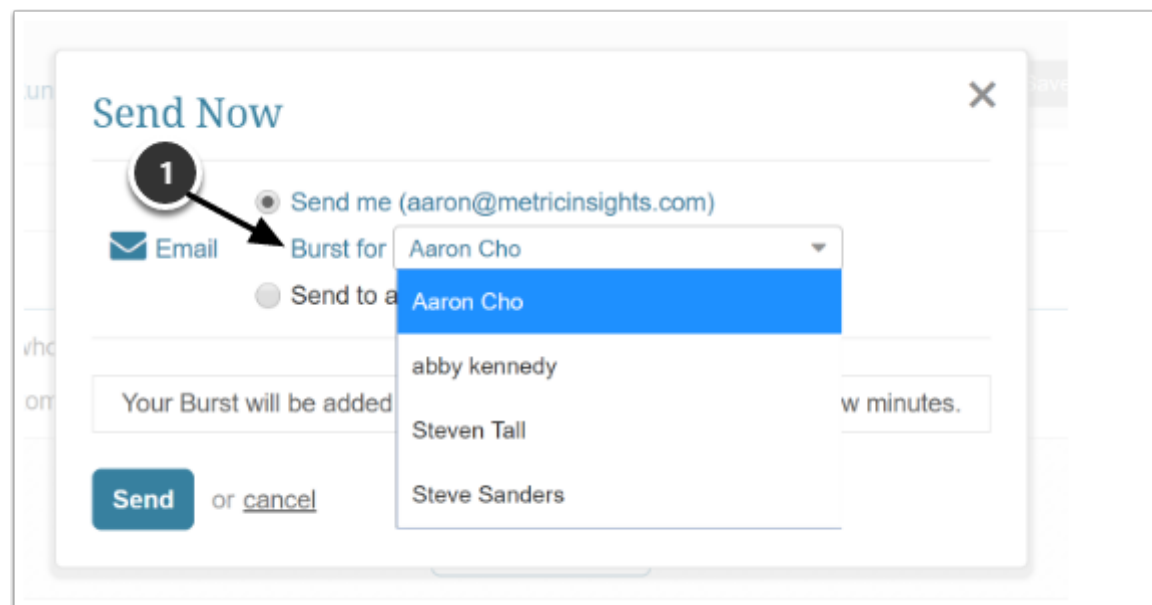 Send Now
1
Send me (aaron@metricinsights.com)
Email
Burst for Aaron Cho
Send to a
Aaron Cho
abby kennedy
Steven Tall
Steve Sanders
Your Burst will be added
w minutes.
Send or cancel
Save